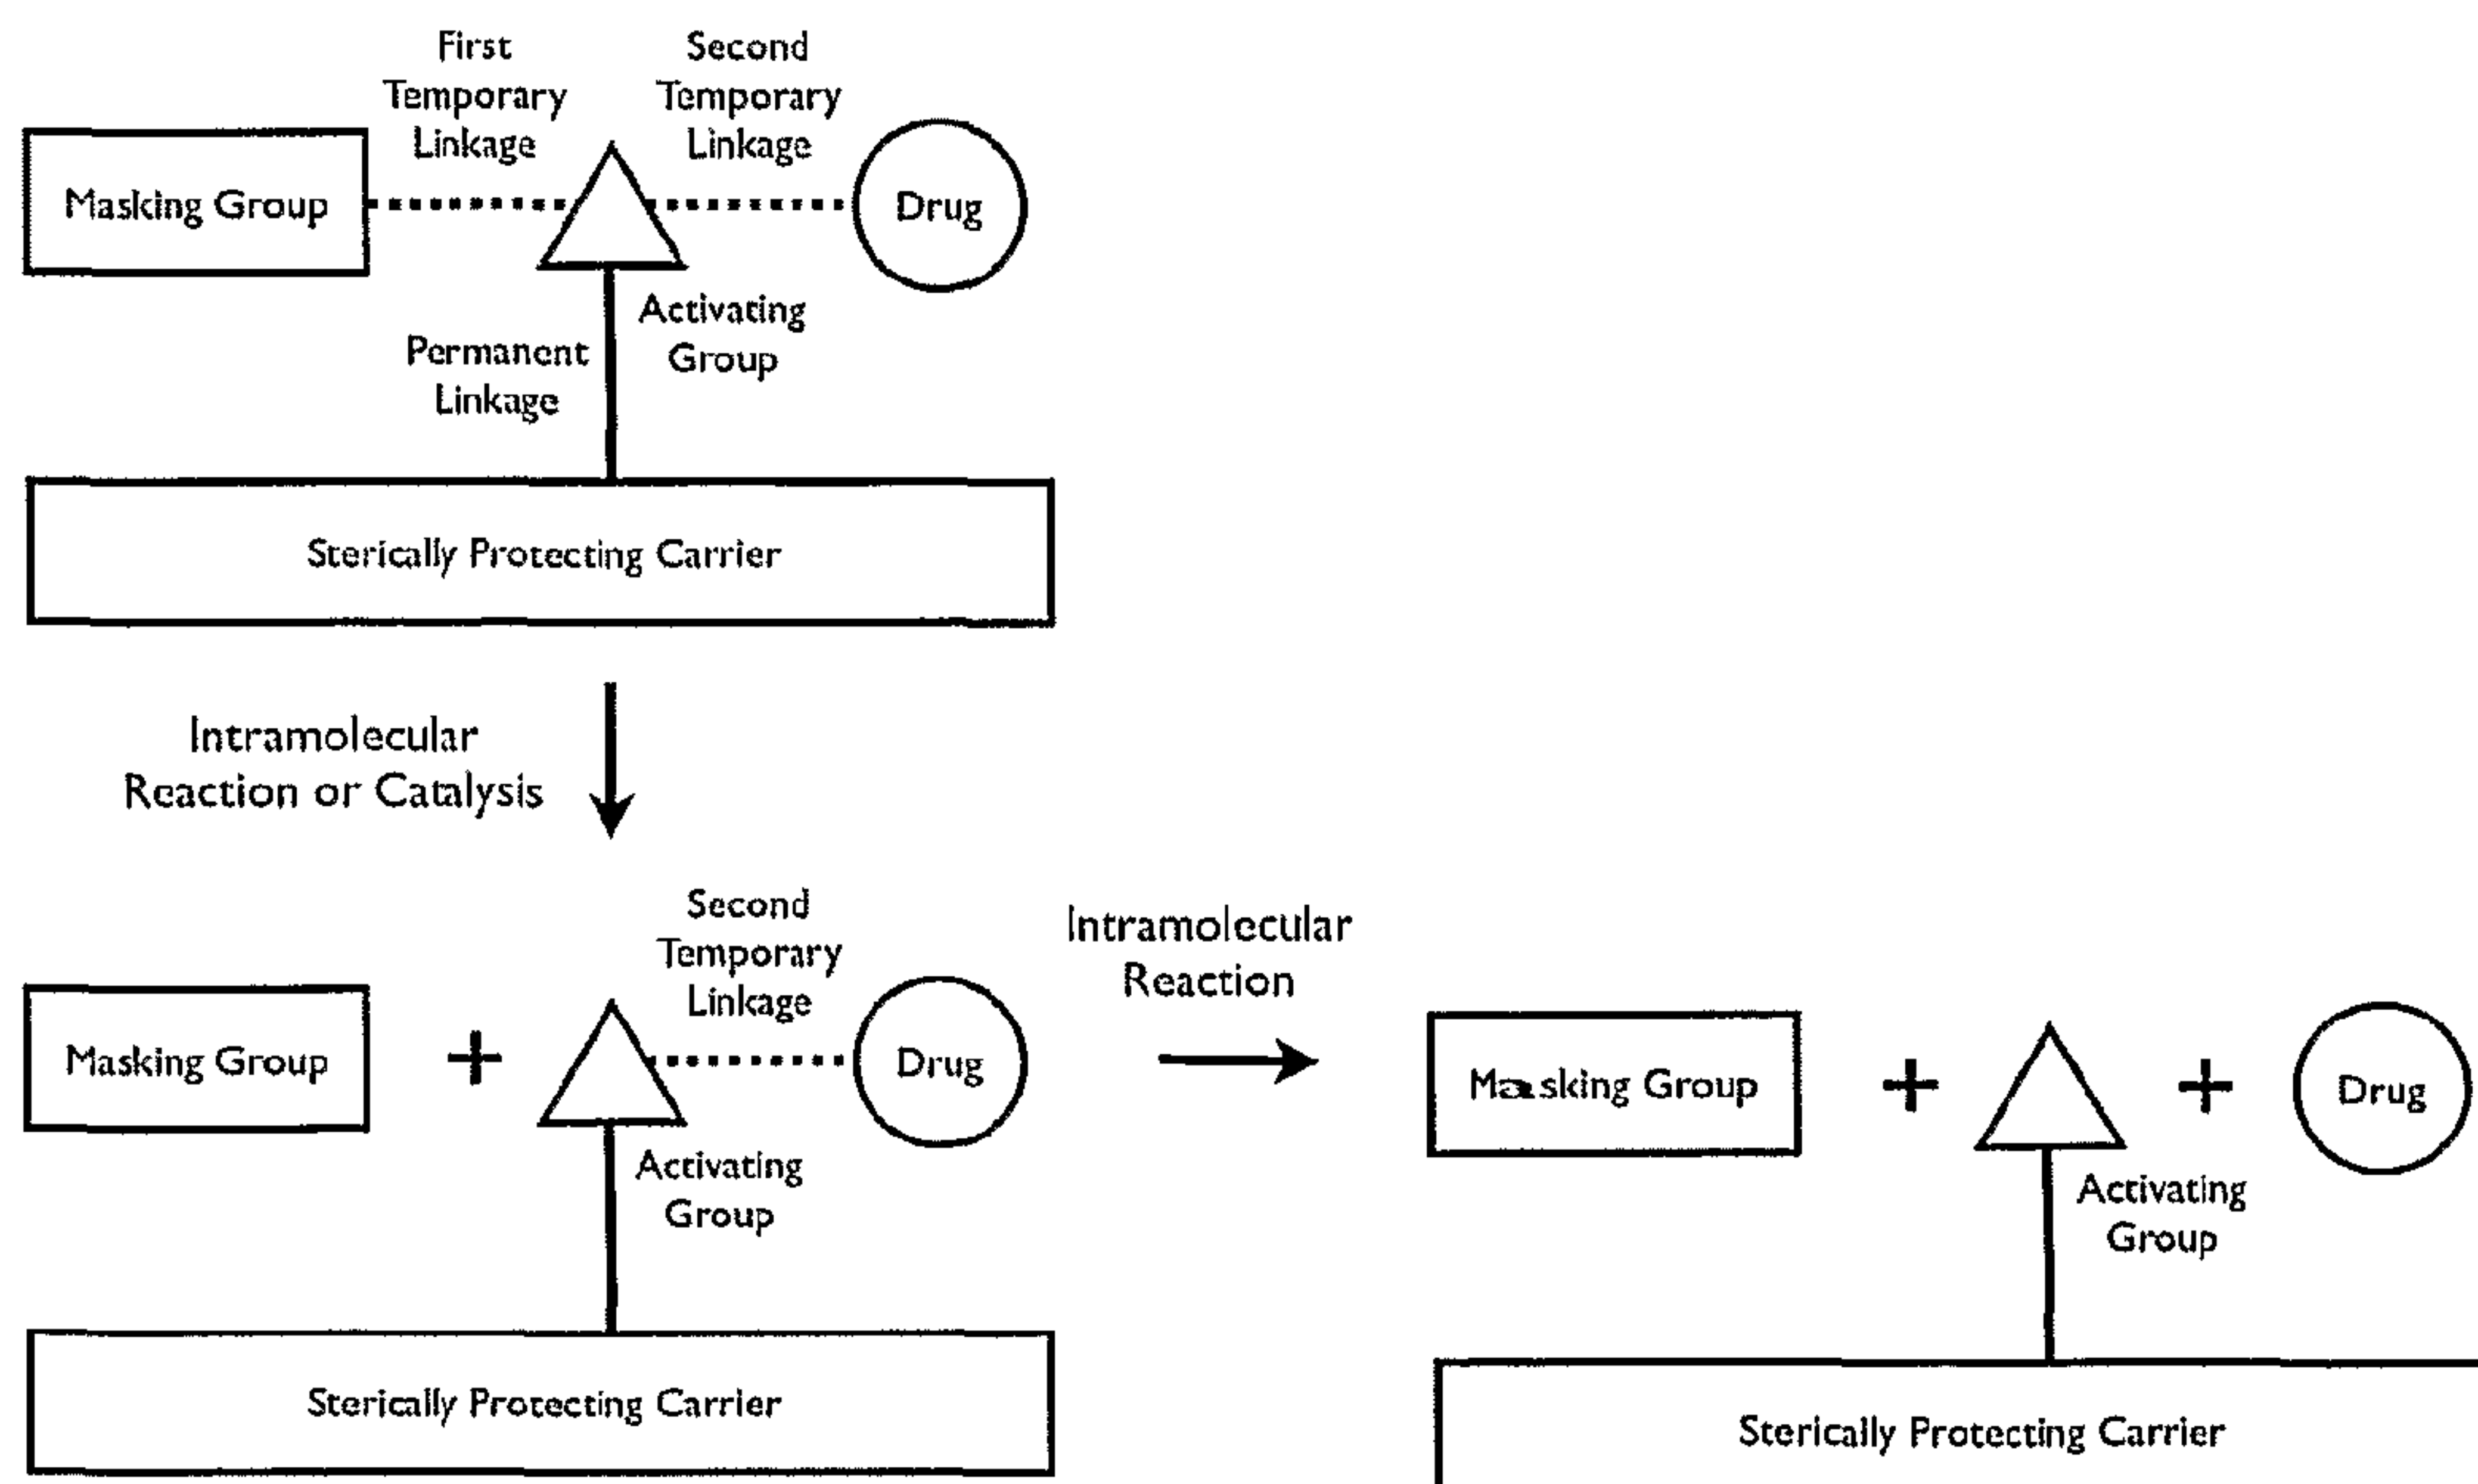 First
Temporary
Linkage
Second
Temporary
Linkage
Masking Group
Drug
Activating
Group
Permanent
Linkage
Sterically Protecting Carrier
Intramolecular
Reaction or Catalysis
Second
Temporary
Linkage
Intramolecular
Reaction
Masking Group
+
Drug
Masking Group
+
+
Drug
Activating
Group
Activating
Group
Sterically Protecting Carrier
Sterically Protecting Carrier